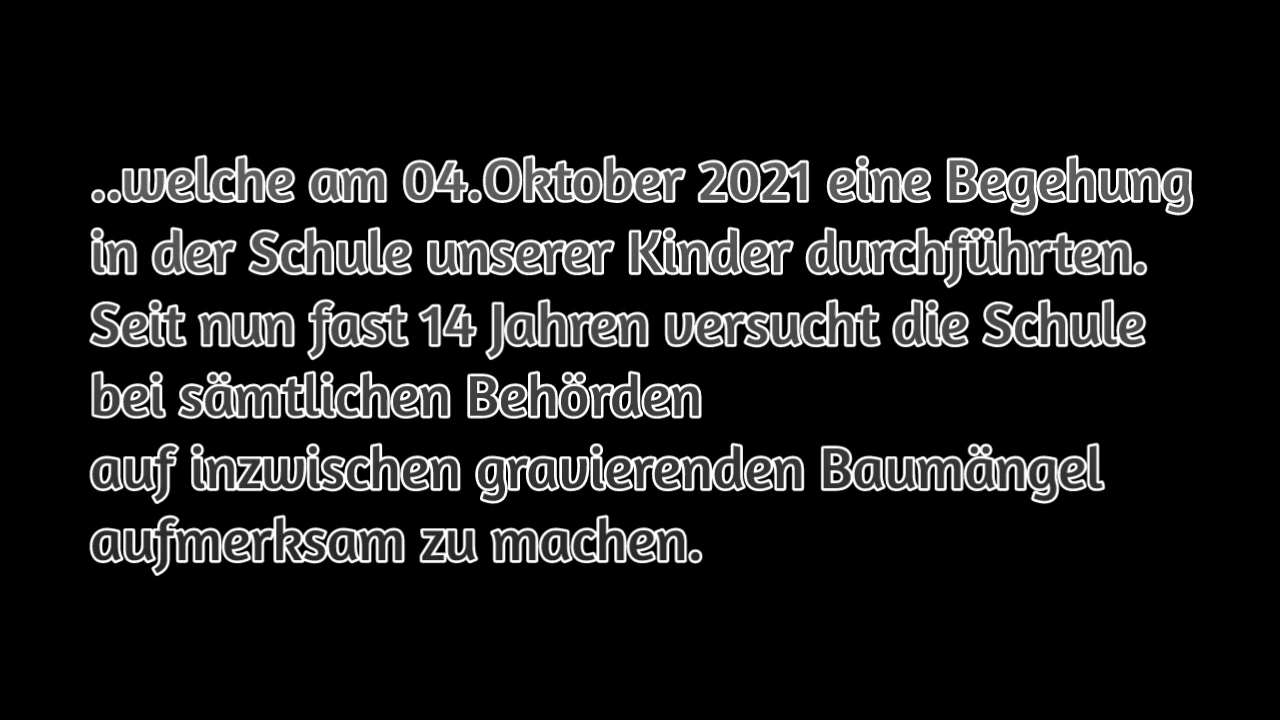 ..welche am 04.Oktober 2021 eine Begehung
in der Schule unserer Kinder durchführten.
Seit nun fast 14 Jahren versucht die Schule
bei sämtlichen Behörden
auf inzwischen gravierenden Baumängel
aufmerksam zu machen.